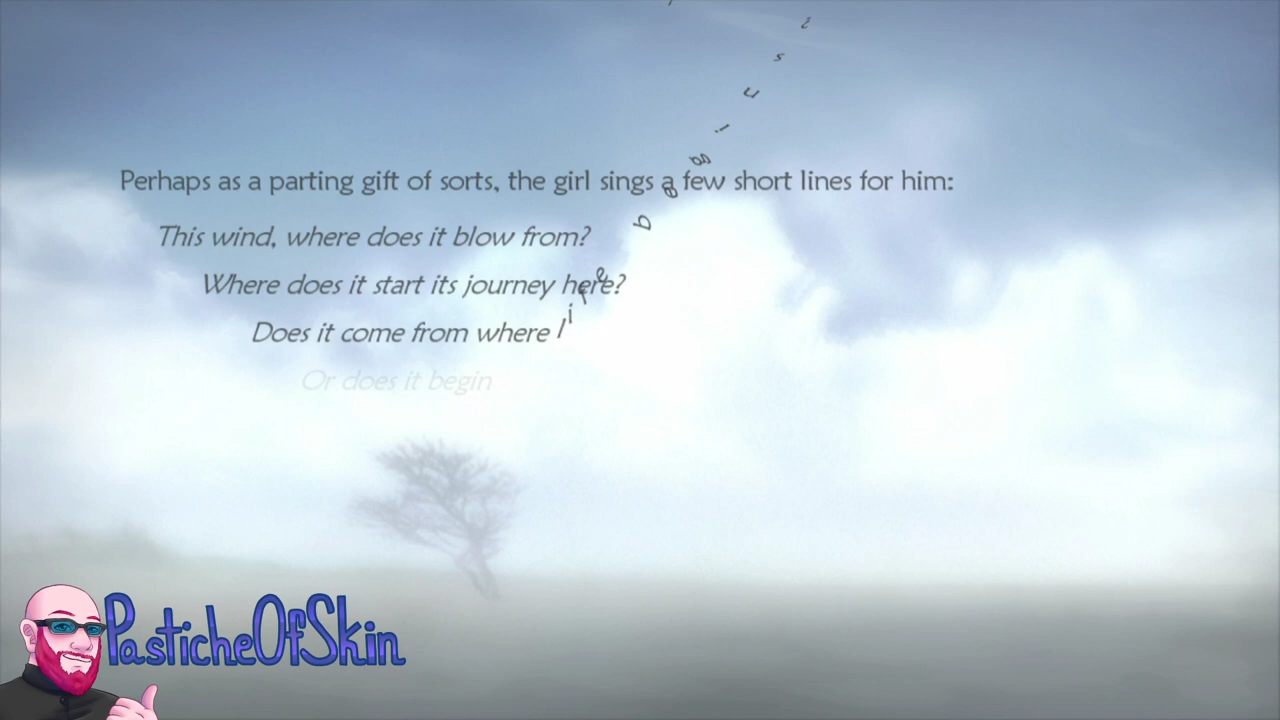 Perhaps as a parting gift of sorts, the girl sings a few short lines for him:
This wind, where does it blow from?
Where does it start its journey here?
Does it come from where life begins
Or does it begin
PasticheOfSkin